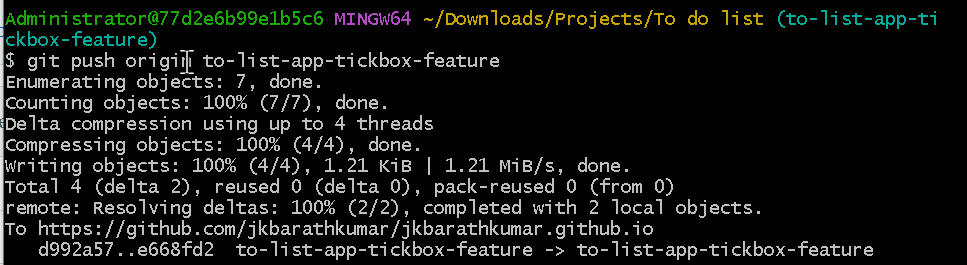 Administrator@77d2e6b99e1b5c6 MINGW64 ~/Downloads/Projects/To do list (to-list-app-ti
ckbox-feature)
$ git push origin to-list-app-tickbox-feature
Enumerating objects: 7, done.
Counting objects: 100% (7/7), done.
Delta compression using up to 4 threads
Compressing objects: 100% (4/4), done.
Writing objects: 100% (4/4), 1.21 KiB | 1.21 MiB/s, done.
Total 4 (delta 2), reused 0 (delta 0), pack-reused 0 (from 0)
remote: Resolving deltas: 100% (2/2), completed with 2 local objects.
To https://github.com/jkbarathkumar/jkbarathkumar.github.io
   d992a57..e668fd2  to-list-app-tickbox-feature -> to-list-app-tickbox-feature